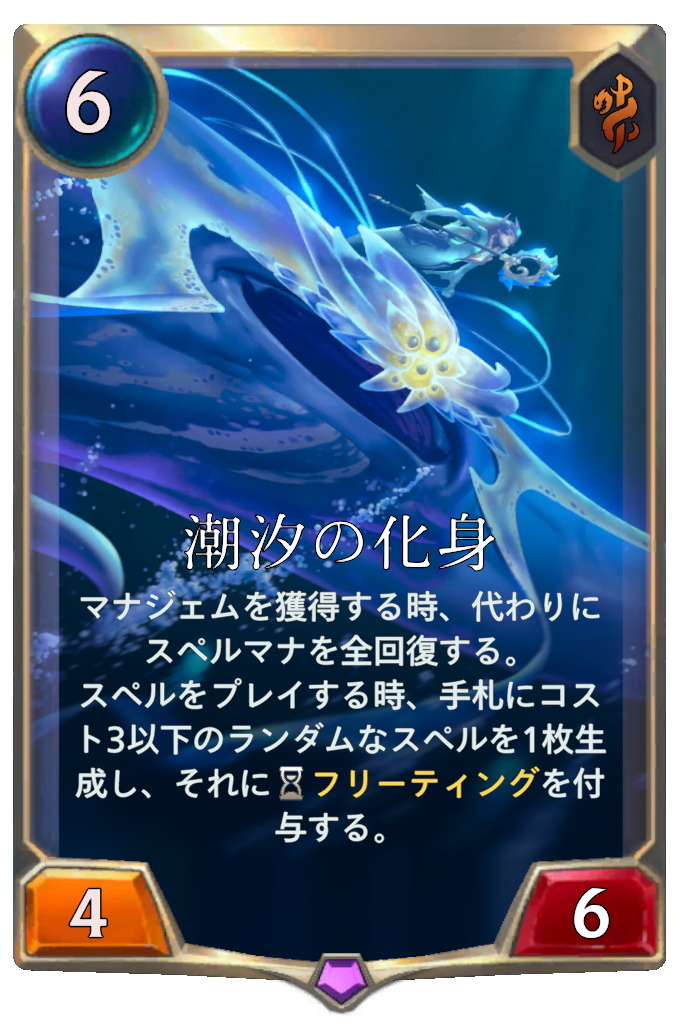 6
潮汐の化身
マナジェムを獲得する時、代わりに
スペルマナを全回復する。
スペルをプレイする時、手札にコス
ト3以下のランダムなスペルを1枚生
成し、それにフリーティングを付
与する。
4
6